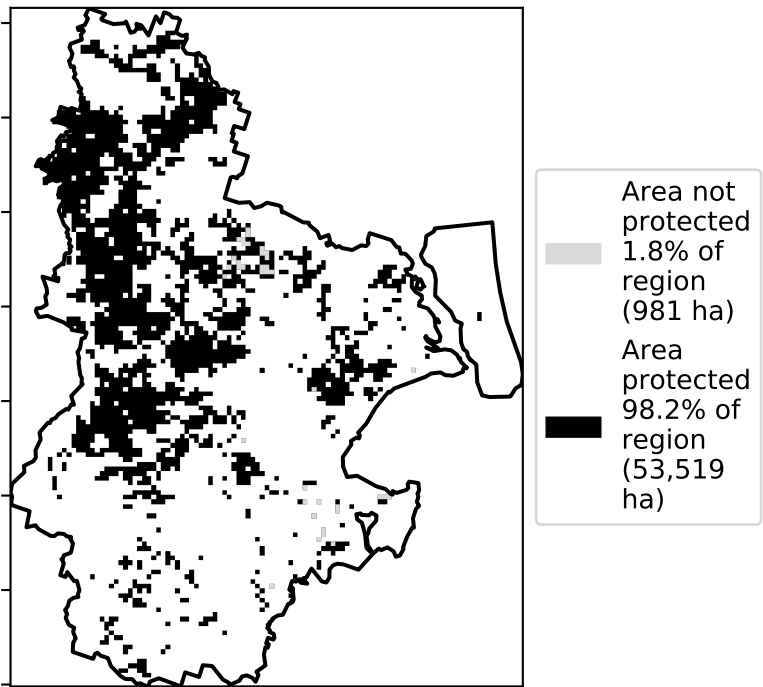 Area not
protected
1.8% of
region
(981 ha)
Area
protected
98.2% of
region
(53,519
ha)